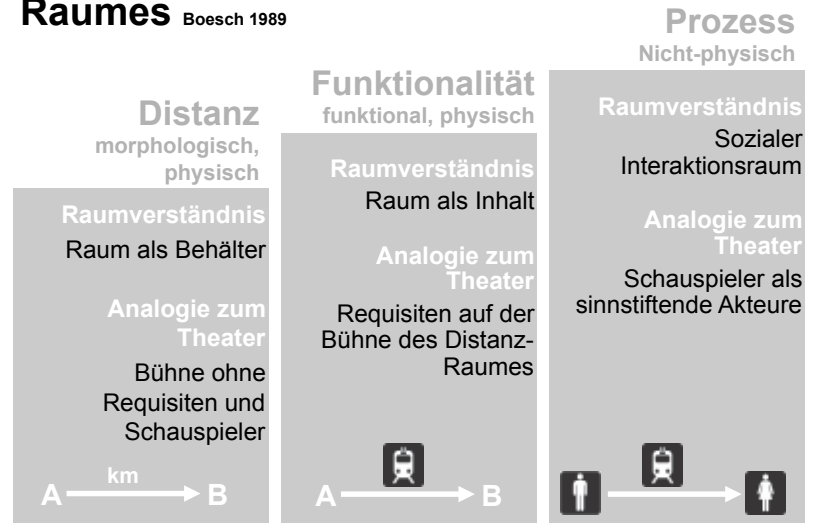 Raumes Boesch 1989
Distanz
morphologisch,
physisch
Raumverständnis
Raum als Behälter
Analogie zum
Theater
Bühne ohne
Requisiten und
Schauspieler
km
A B
Funktionalität
funktional, physisch
Raumverständnis
Raum als Inhalt
Analogie zum
Theater
Requisiten auf der
Bühne des Distanz-
Raumes
A B
Prozess
Nicht-physisch
Raumverständnis
Sozialer
Interaktionsraum
Analogie zum
Theater
Schauspieler als
sinnstiftende Akteure